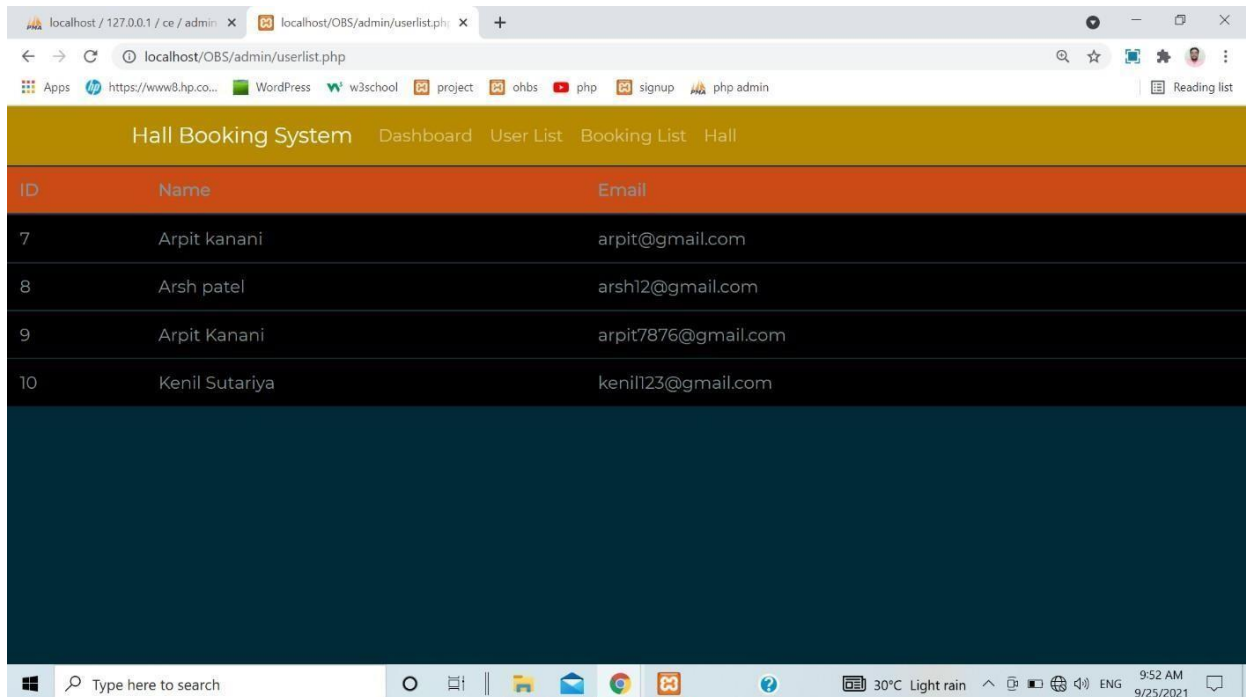 localhost / 127.0.0.1 / ce / admin localhost/OBS/admin/userlist.php
localhost/OBS/admin/userlist.php
Apps https://www8.hp.co... WordPress w3school project ohbs php signup php admin Reading list
Hall Booking System Dashboard User List Booking List Hall
ID Name Email
7 Arpit kanani arpit@gmail.com
8 Arsh patel arsh12@gmail.com
9 Arpit Kanani arpit7876@gmail.com
10 Kenil Sutariya kenil123@gmail.com
Type here to search 30°C Light rain ENG 9:52 AM
9/25/2021